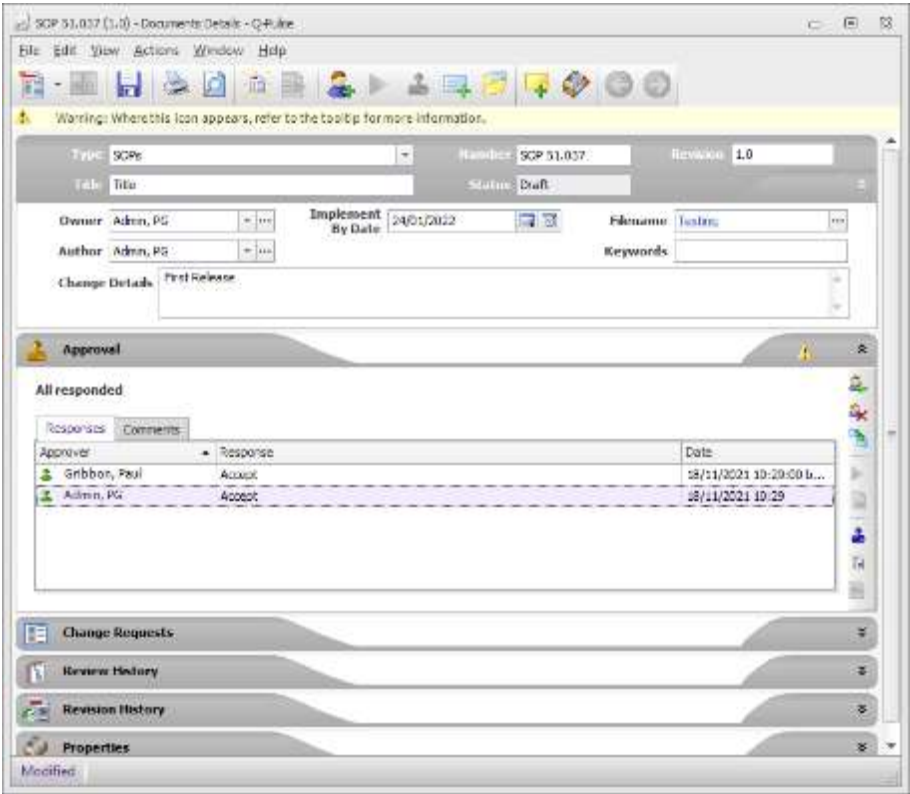 SOP 51.037 (1.0) - Documents Details - Q-Pulse
File Edit View Actions Window Help
Warning: Where this icon appears, refer to the tooltip for more information.
Type SOPs Number SOP 51.037 Revision 1.0
Title Title Status Draft
Owner Admin, PG Implement By Date 24/01/2022 Filename Testing
Author Admin, PG Keywords
Change Details First Release
Approval
All responded
Responses Comments
Approver Response Date
Gribbon, Paul Accept 18/11/2021 10:29:00 b...
Admin, PG Accept 18/11/2021 10:29
Change Requests
Review History
Revision History
Properties
Modified